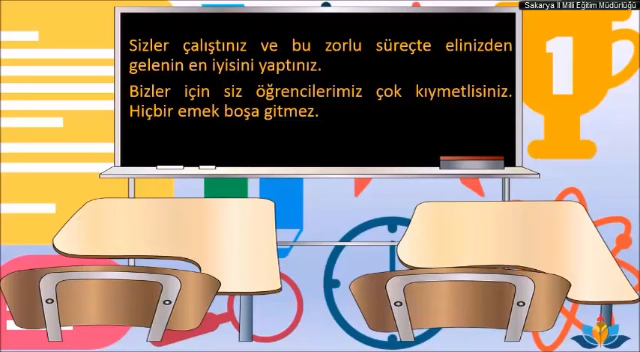 Sakarya İl Milli Eğitim Müdürlüğü
Sizler çalıştınız ve bu zorlu süreçte elinizden
gelenin en iyisini yaptınız.
Bizler için siz öğrencilerimiz çok kıymetlisiniz.
Hiçbir emek boşa gitmez.
1